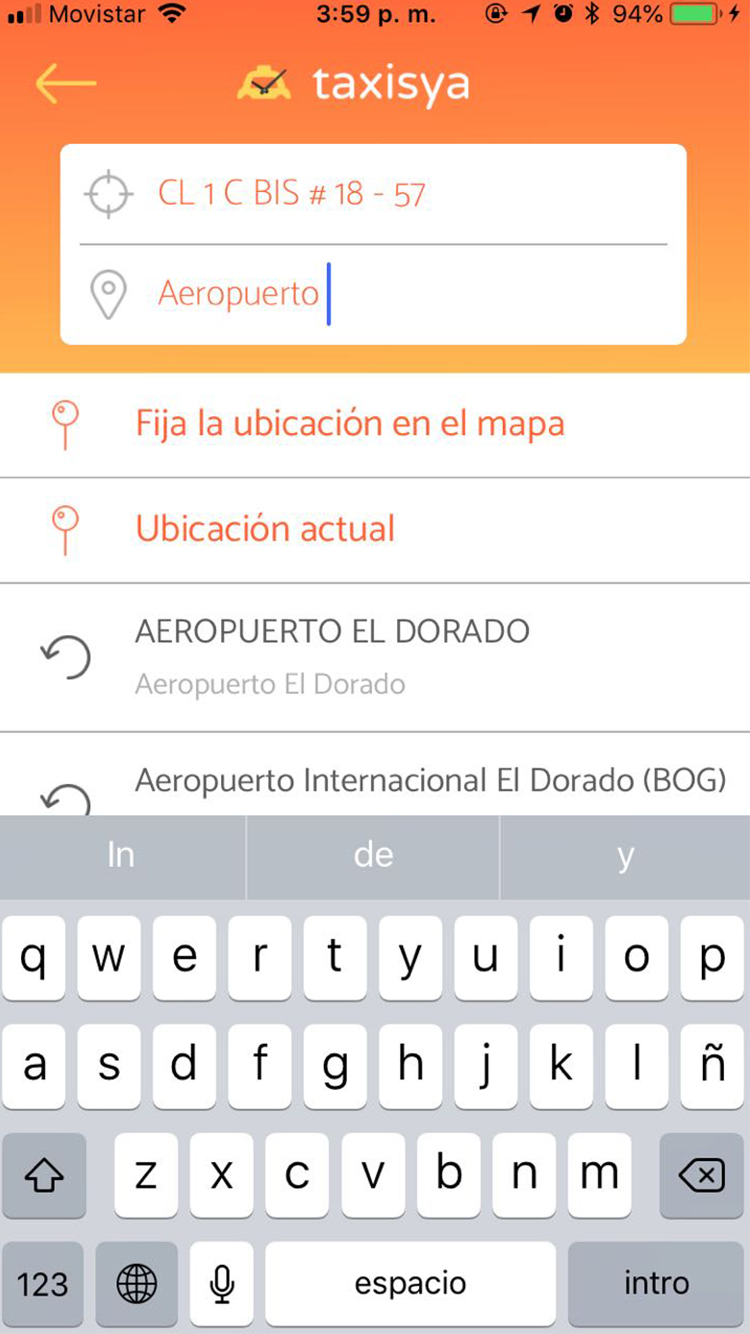 Movistar 3:59 p. m. 94%
taxisya
CL 1 C BIS # 18 - 57
Aeropuerto
Fija la ubicación en el mapa
Ubicación actual
AEROPUERTO EL DORADO
Aeropuerto El Dorado
Aeropuerto Internacional El Dorado (BOG)
In de y
q w e r t y u i o p
a s d f g h j k l ñ
z x c v b n m
123 espacio intro